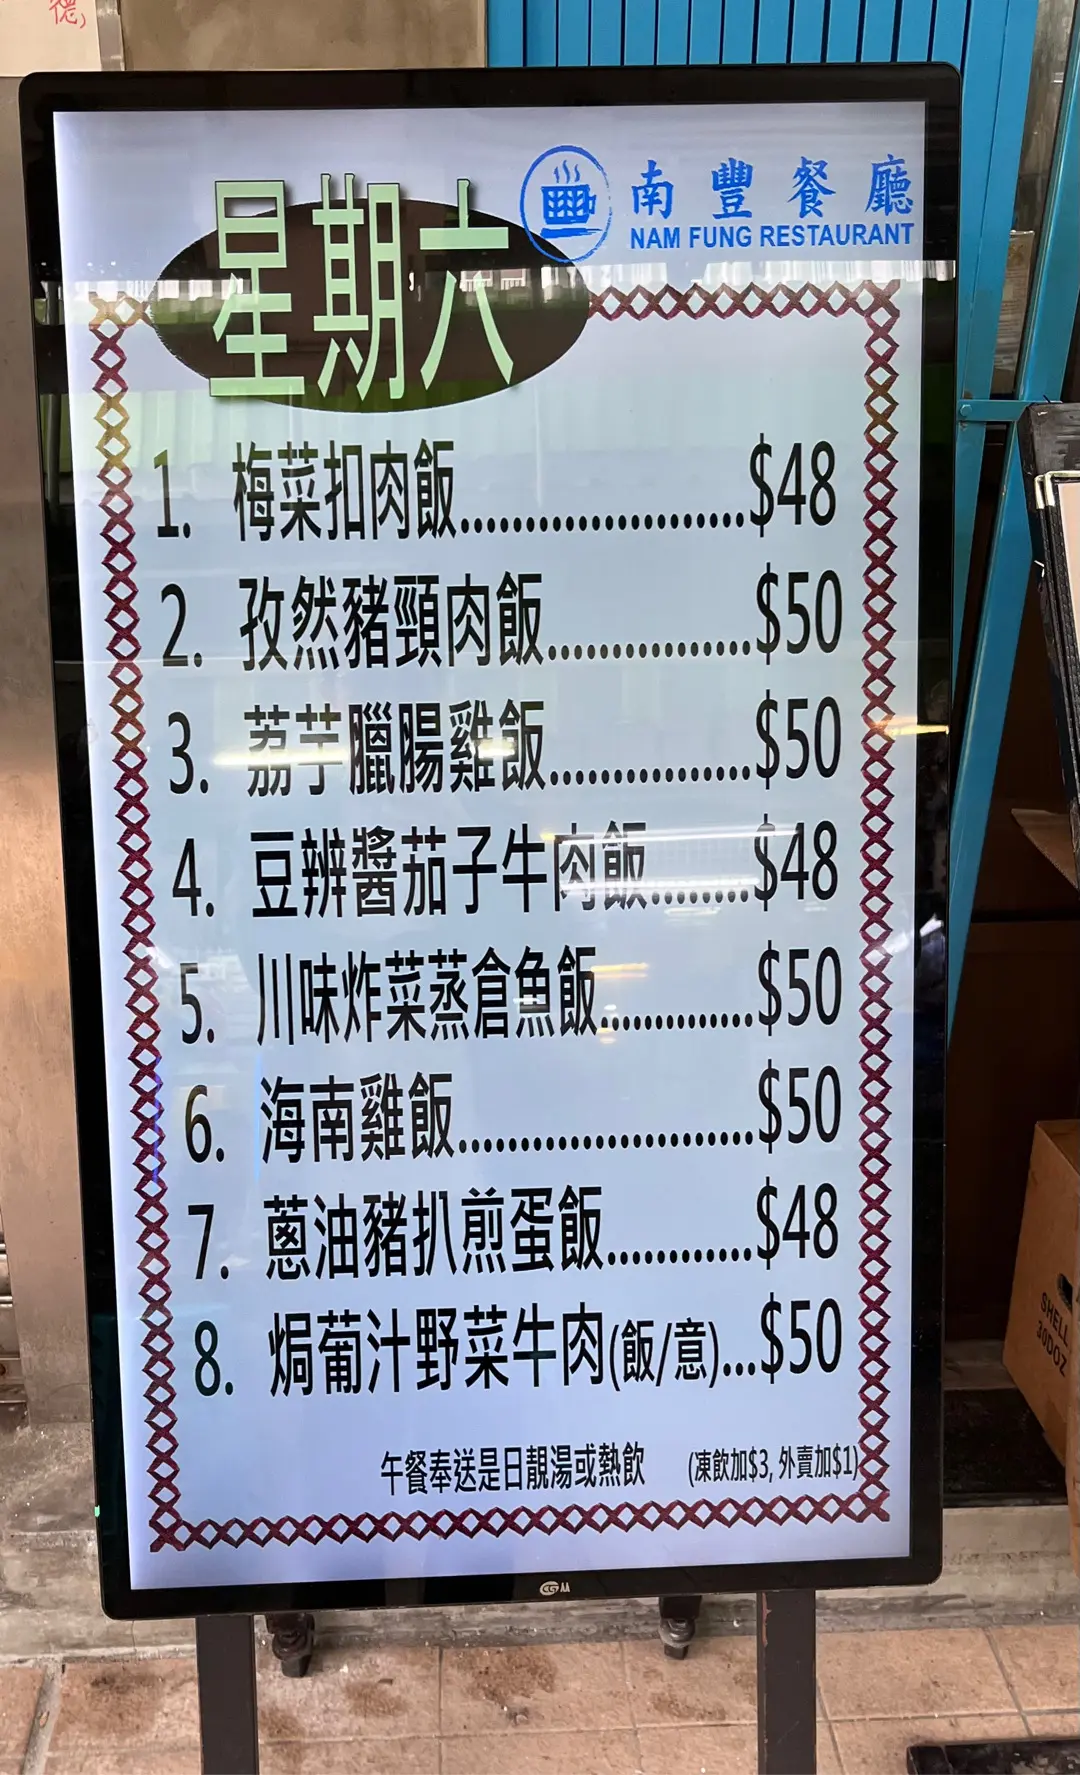 德
南豐餐廳
NAM FUNG RESTAURANT
星期六
1. 梅菜扣肉飯......................$48
2. 孜然豬頸肉飯................$50
3. 荔芋臘腸雞飯................$50
4. 豆辦醬茄子牛肉飯........$48
5. 川味炸菜蒸倉魚飯............$50
6. 海南雞飯.......................$50
7. 蔥油豬扒煎蛋飯............$48
8. 焗葡汁野菜牛肉(飯/意)...$50
午餐奉送是日靚湯或熱飲 (凍飲加$3, 外賣加$1)
SHELL
30DOZ